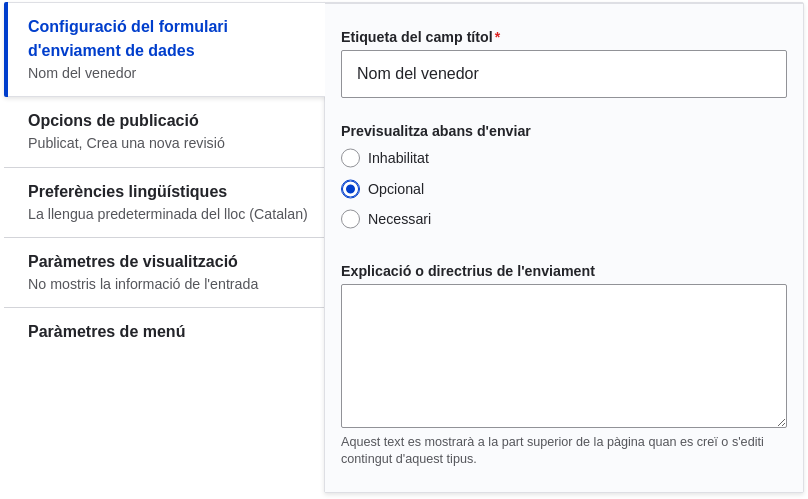 Configuració del formulari
d'enviament de dades
Nom del venedor
Opcions de publicació
Publicat, Crea una nova revisió
Preferències lingüístiques
La llengua predeterminada del lloc (Catalan)
Paràmetres de visualització
No mostris la informació de l'entrada
Paràmetres de menú
Etiqueta del camp títol*
Nom del venedor
Previsualitza abans d'enviar
Inhabilitat
Opcional
Necessari
Explicació o directrius de l'enviament
Aquest text es mostrarà a la part superior de la pàgina quan es creï o s'editi
contingut d'aquest tipus.